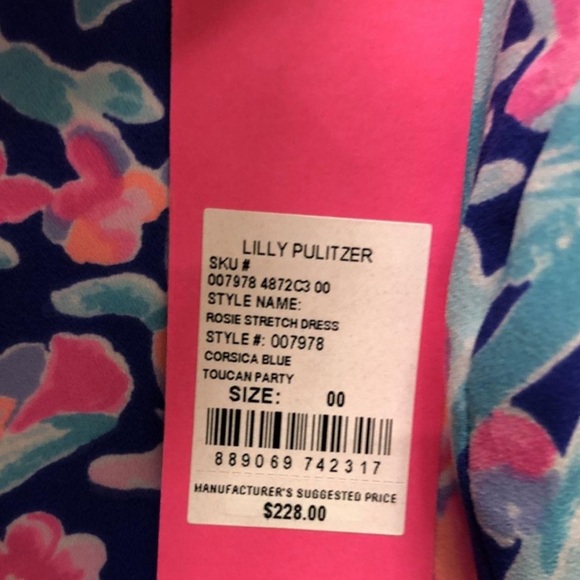 LILLY PULITZER
SKU #
007978 4872C3 00
STYLE NAME:
ROSIE STRETCH DRESS
STYLE #: 007978
CORSICA BLUE
TOUCAN PARTY
SIZE: 00
889069 742317
MANUFACTURER'S SUGGESTED PRICE
$228.00